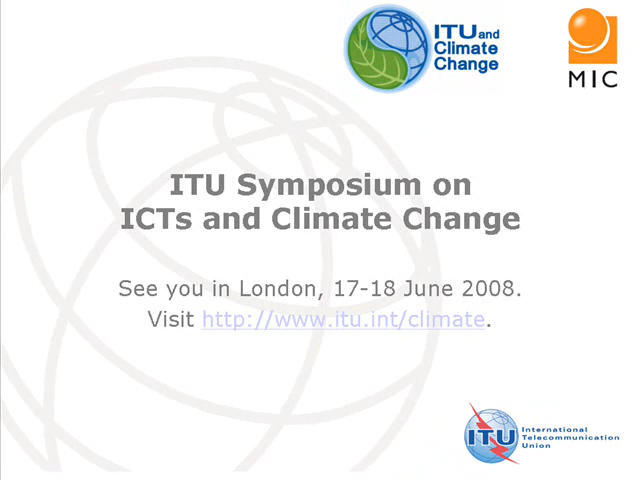 ITU and
Climate
Change
MIC
ITU Symposium on
ICTs and Climate Change
See you in London, 17-18 June 2008.
Visit http://www.itu.int/climate.
ITU
International
Telecommunication
Union